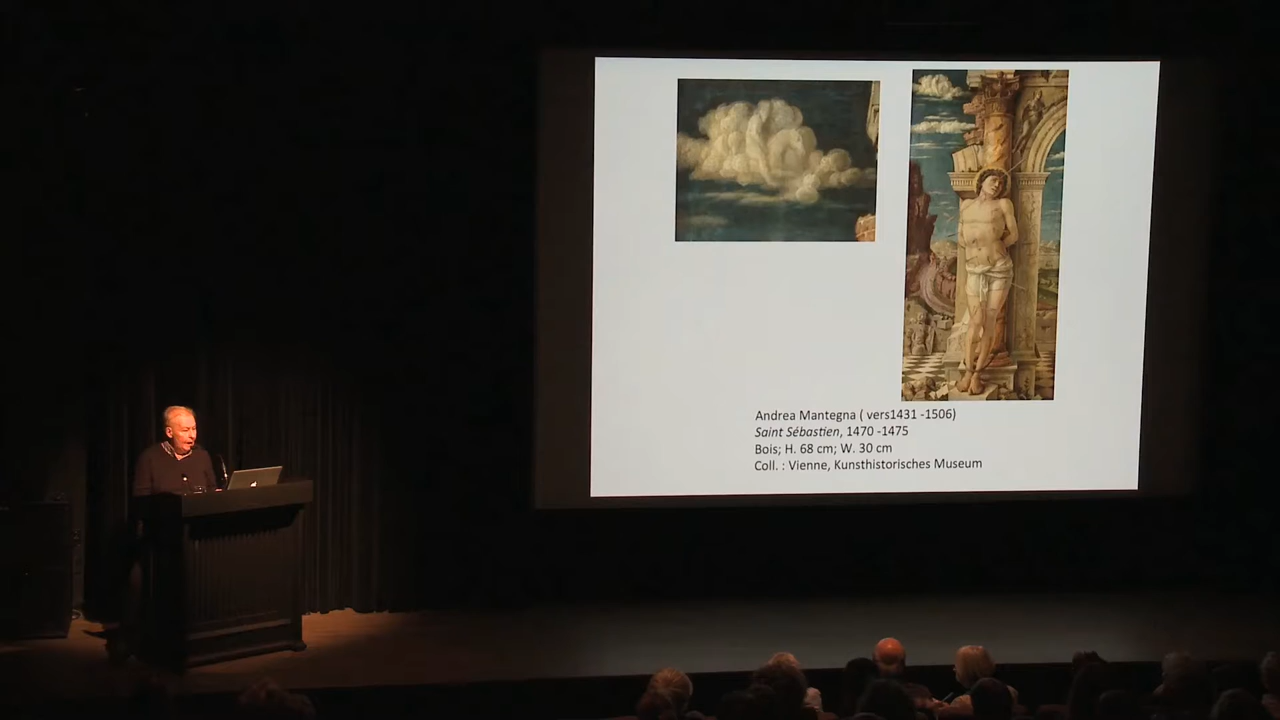 Andrea Mantegna ( vers1431 -1506)
Saint Sébastien, 1470 -1475
Bois; H. 68 cm; W. 30 cm
Coll. : Vienne, Kunsthistorisches Museum